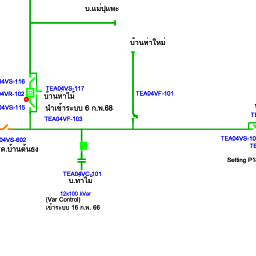 บ.แม่ปูแพะ
บ้านท่าใหม่
04VS-116
TEA04VS-117
บ้านท่าไม้
04VR-102
TEA04VF-101
04VS-115
นำเข้าระบบ 6 ก.พ.68
TEA04VF-103
04VS-602
ต.บ้านต้นธง
TEA04VS-10
Setting P1
TEA04VC-101
บ.ท่าไม้
12x100 kVar
(Var Control)
เข้าระบบ 16 ก.พ. 66